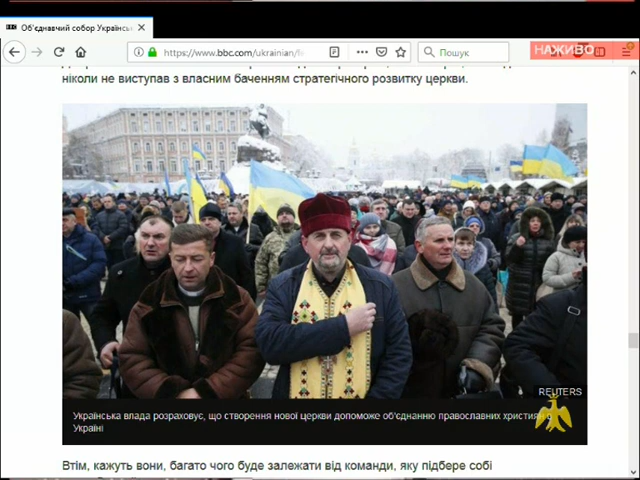 Об'єднавчий собор Українсь
https://www.bbc.com/ukrainian/
Пошук
НАЖИВО
ніколи не виступав з власним баченням стратегічного розвитку церкви.
REUTERS
Українська влада розраховує, що створення нової церкви допоможе об'єднанню православних християн в
Україні
Втім, кажуть вони, багато чого буде залежати від команди, яку підбере собі